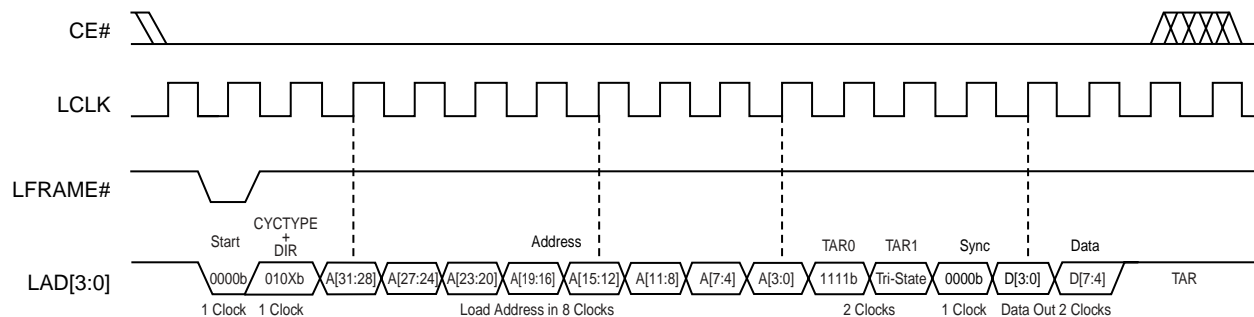 CE#
LCLK
LFRAME#
Start
CYCTYPE
+
DIR
Address
TAR0
TAR1
Sync
Data
LAD[3:0]
0000b
010Xb
A[31:28]
A[27:24]
A[23:20]
A[19:16]
A[15:12]
A[11:8]
A[7:4]
A[3:0]
1111b
Tri-State
0000b
D[3:0]
D[7:4]
TAR
1 Clock
1 Clock
Load Address in 8 Clocks
2 Clocks
1 Clock
Data Out 2 Clocks